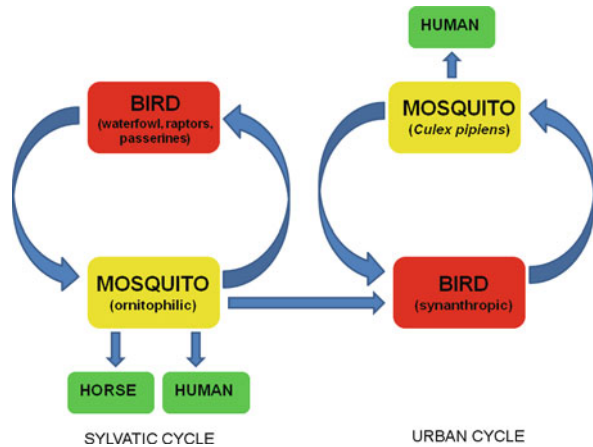 HUMAN
BIRD
(waterfowl, raptors,
passerines)
MOSQUITO
(Culex pipiens)
MOSQUITO
(ornitophilic)
BIRD
(synanthropic)
HORSE
HUMAN
SYLVATIC CYCLE
URBAN CYCLE